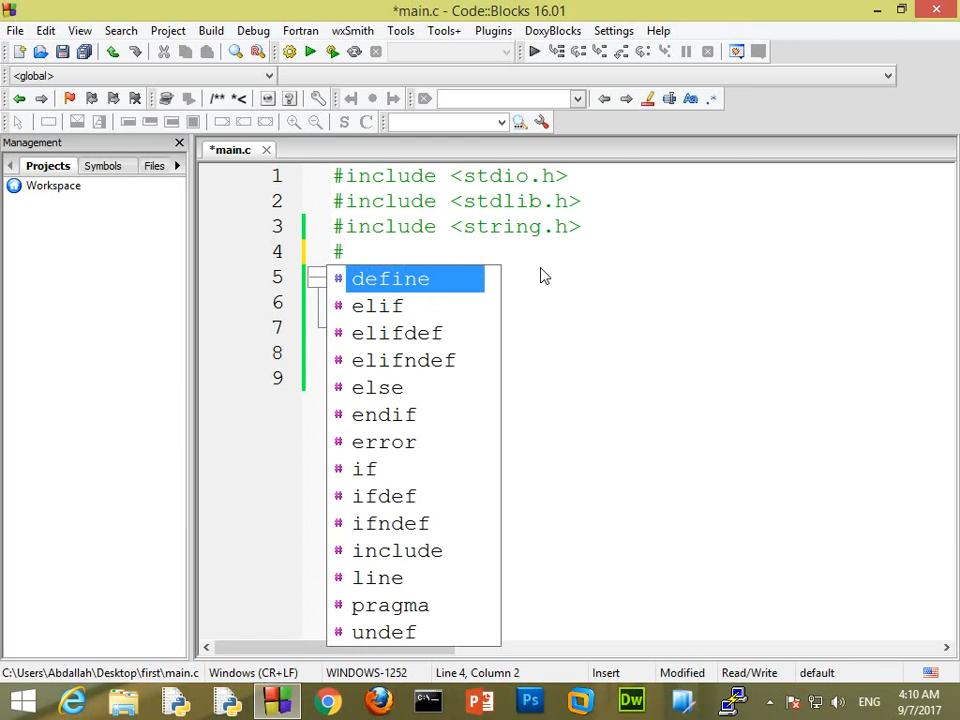 *main.c - Code::Blocks 16.01
File Edit View Search Project Build Debug Fortran wxSmith Tools Tools+ Plugins DoxyBlocks Settings Help
<global>
/** *<
S C
Aa .*
Management
Projects Symbols Files
Workspace
*main.c
1 #include <stdio.h>
2 #include <stdlib.h>
3 #include <string.h>
4 #
5
6
7
8
9
# define
# elif
# elifdef
# elifndef
# else
# endif
# error
# if
# ifdef
# ifndef
# include
# line
# pragma
# undef
C:\Users\Abdallah\Desktop\first\main.c Windows (CR+LF) WINDOWS-1252 Line 4, Column 2 Insert Modified Read/Write default
Ps Dw ENG
4:10 AM
9/7/2017